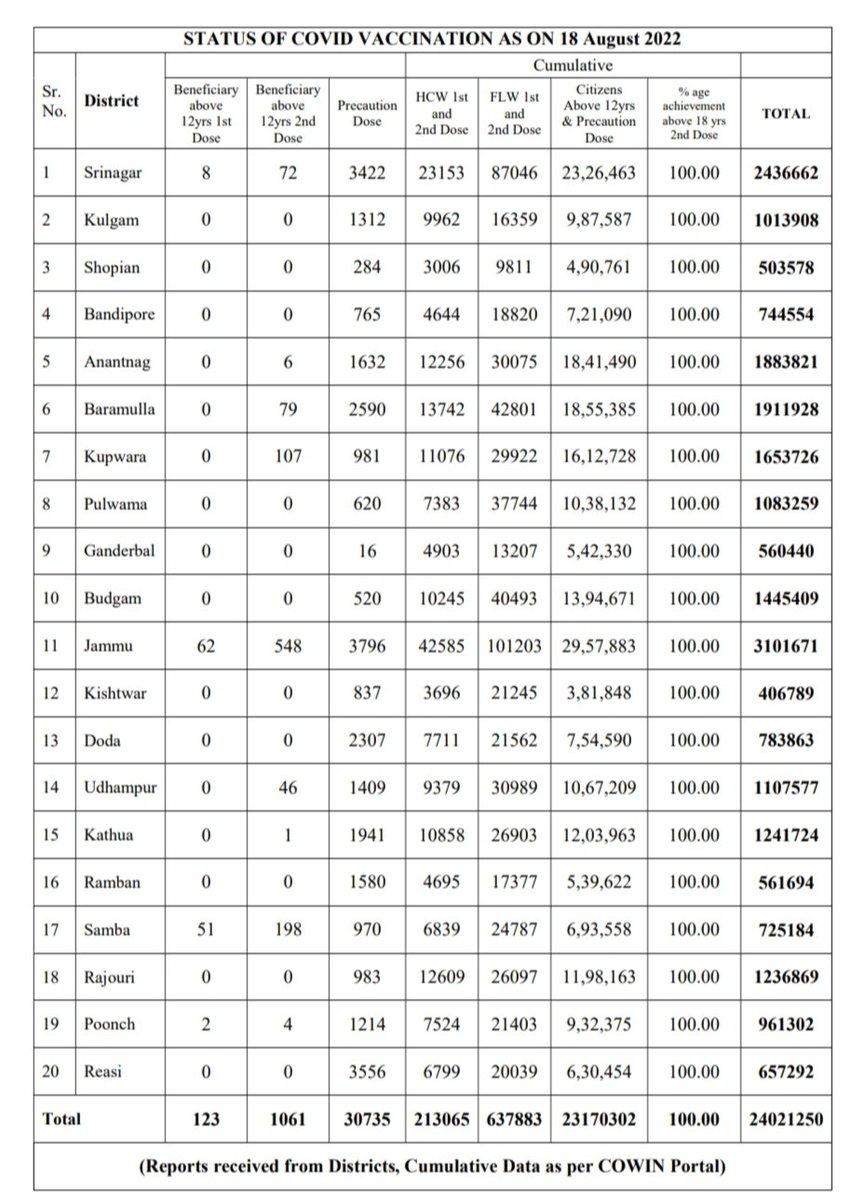 STATUS OF COVID VACCINATION AS ON 18 August 2022
Cumulative
Sr. No. District Beneficiary above 12yrs 1st Dose Beneficiary above 12yrs 2nd Dose Precaution Dose HCW 1st and 2nd Dose FLW 1st and 2nd Dose Citizens Above 12yrs & Precaution Dose % age achievement above 18 yrs 2nd Dose TOTAL
1 Srinagar 8 72 3422 23153 87046 23,26,463 100.00 2436662
2 Kulgam 0 0 1312 9962 16359 9,87,587 100.00 1013908
3 Shopian 0 0 284 3006 9811 4,90,761 100.00 503578
4 Bandipore 0 0 765 4644 18820 7,21,090 100.00 744554
5 Anantnag 0 6 1632 12256 30075 18,41,490 100.00 1883821
6 Baramulla 0 79 2590 13742 42801 18,55,385 100.00 1911928
7 Kupwara 0 107 981 11076 29922 16,12,728 100.00 1653726
8 Pulwama 0 0 620 7383 37744 10,38,132 100.00 1083259
9 Ganderbal 0 0 16 4903 13207 5,42,330 100.00 560440
10 Budgam 0 0 520 10245 40493 13,94,671 100.00 1445409
11 Jammu 62 548 3796 42585 101203 29,57,883 100.00 3101671
12 Kishtwar 0 0 837 3696 21245 3,81,848 100.00 406789
13 Doda 0 0 2307 7711 21562 7,54,590 100.00 783863
14 Udhampur 0 46 1409 9379 30989 10,67,209 100.00 1107577
15 Kathua 0 1 1941 10858 26903 12,03,963 100.00 1241724
16 Ramban 0 0 1580 4695 17377 5,39,622 100.00 561694
17 Samba 51 198 970 6839 24787 6,93,558 100.00 725184
18 Rajouri 0 0 983 12609 26097 11,98,163 100.00 1236869
19 Poonch 2 4 1214 7524 21403 9,32,375 100.00 961302
20 Reasi 0 0 3556 6799 20039 6,30,454 100.00 657292
Total 123 1061 30735 213065 637883 23170302 100.00 24021250
(Reports received from Districts, Cumulative Data as per COWIN Portal)